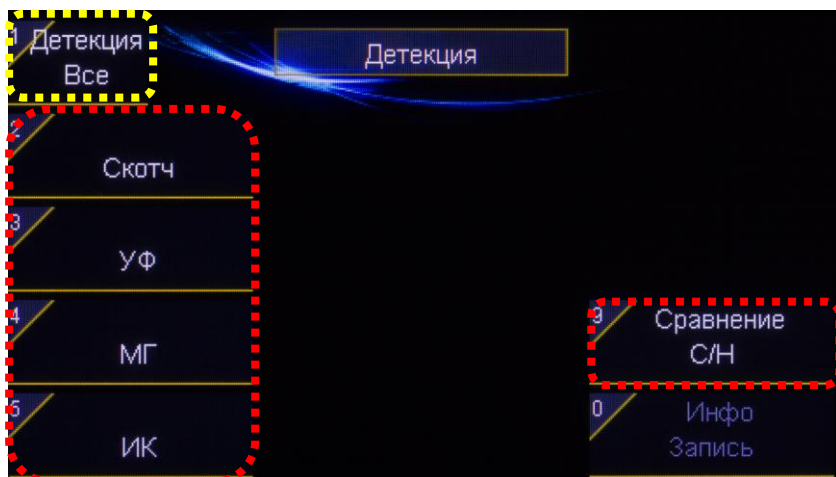 1 Детекция
Все
Детекция
2
Скотч
3
УФ
4
МГ
5
ИК
9 Сравнение
С/Н
0 Инфо
Запись